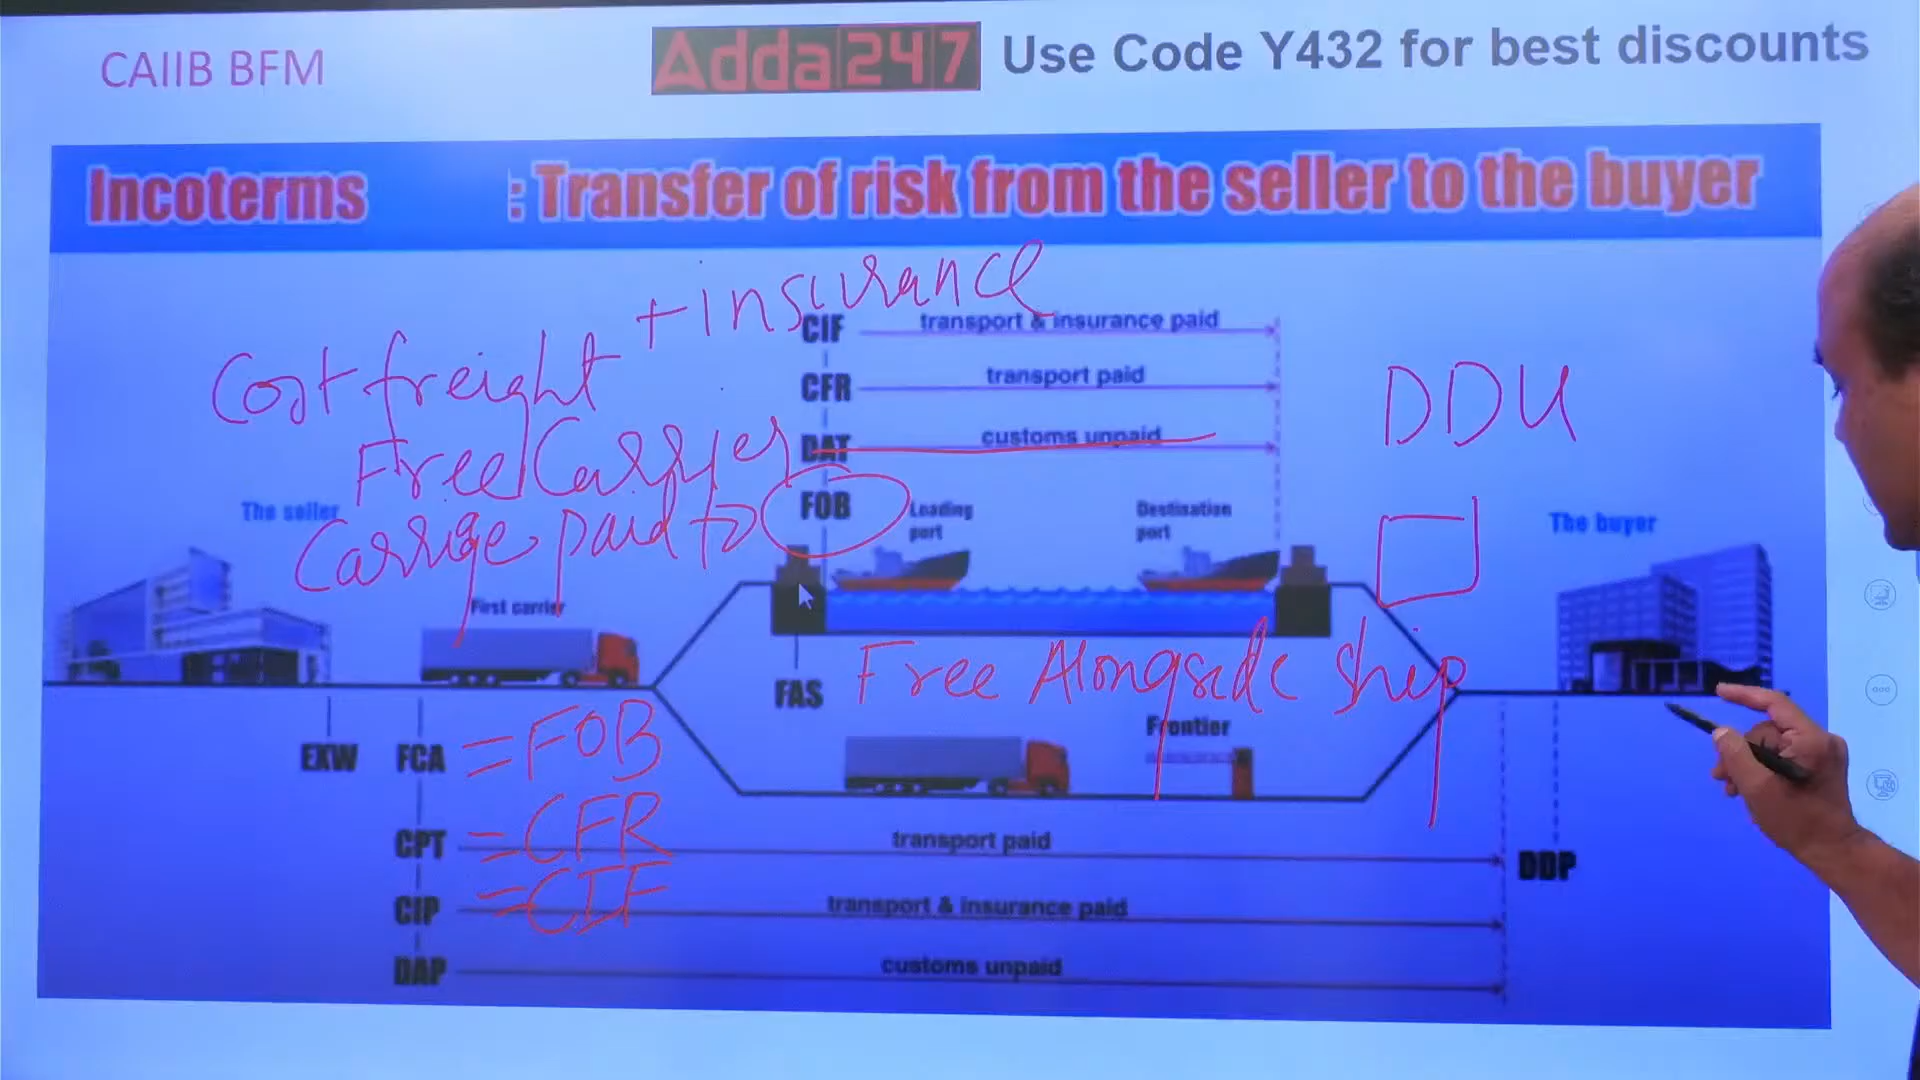 CAIIB BFM
Adda247 Use Code Y432 for best discounts
Incoterms : Transfer of risk from the seller to the buyer
+ insurance
CIF transport & insurance paid
Cost freight
CFR transport paid
DDU
Free Carrier
DAT customs unpaid
The seller
Carrige paid to
FOB
Loading port
Destination port
The buyer
First carrier
FAS Free Alongside Ship
Frontier
EXW FCA = FOB
CPT = CFR transport paid
DDP
CIP = CIF transport & insurance paid
DAP customs unpaid